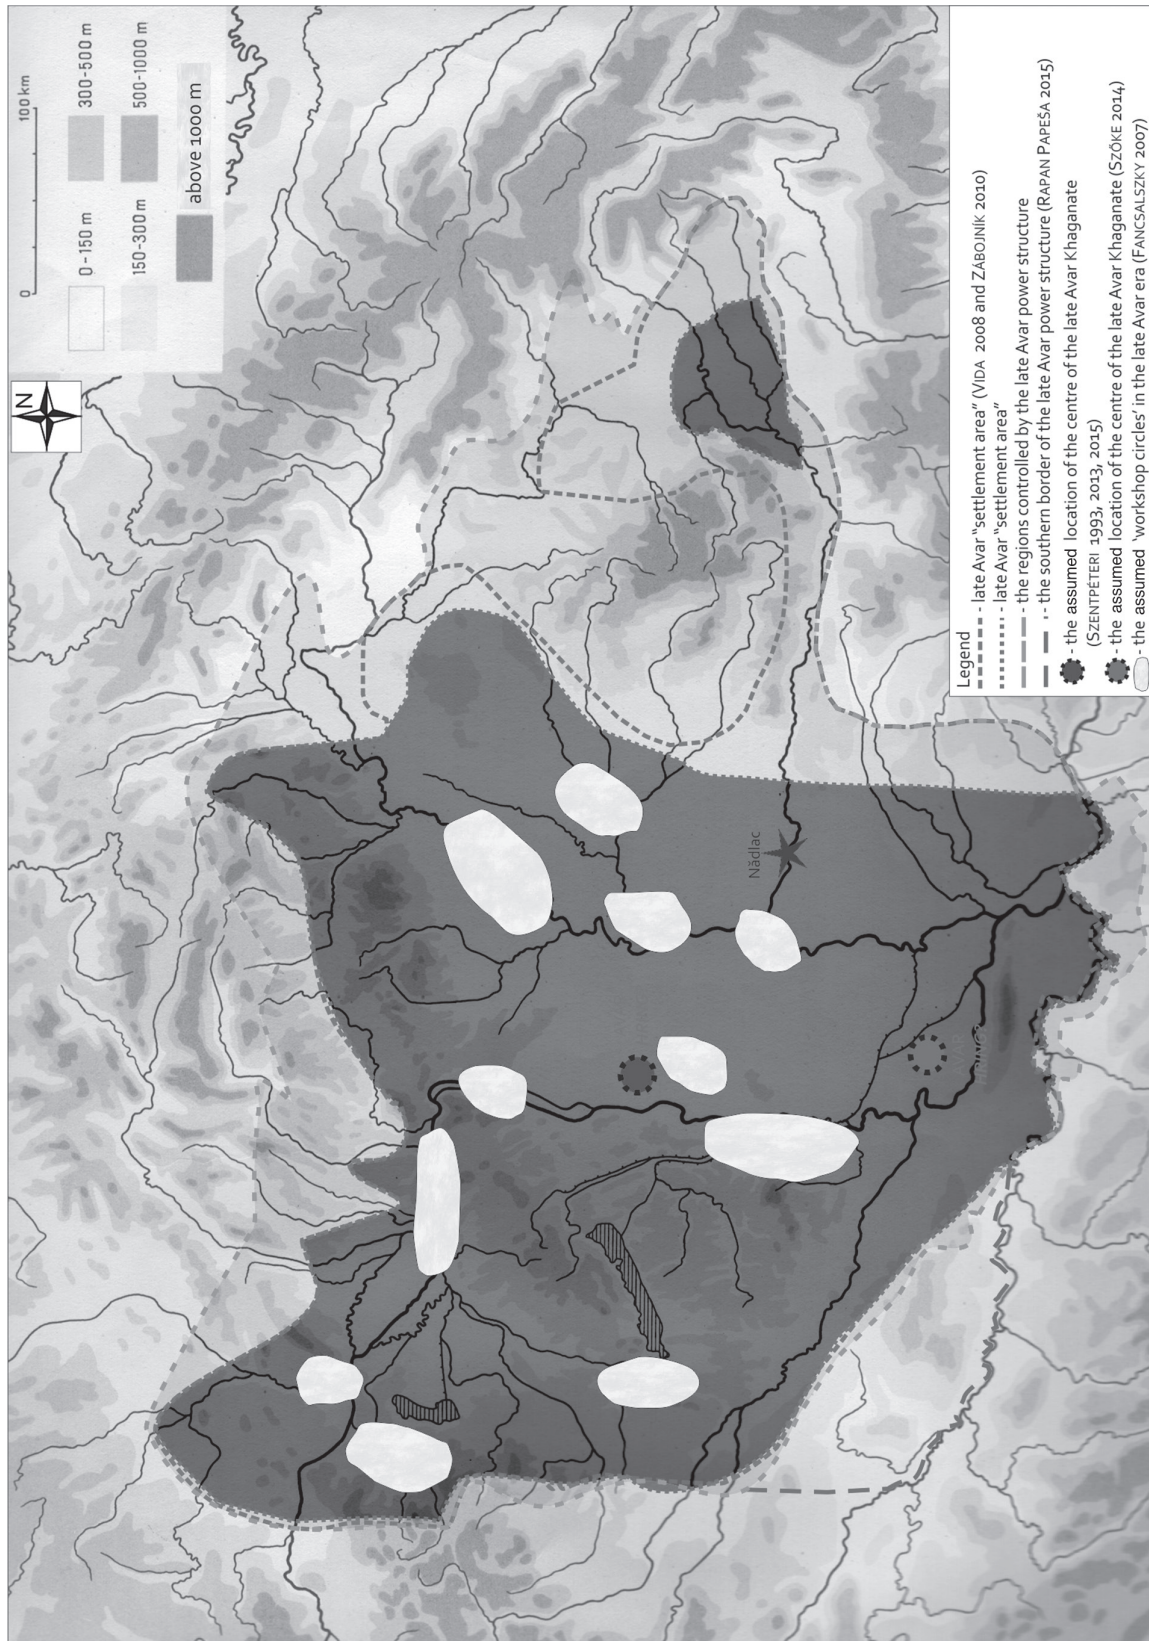 N
0
100 km
0-150 m
300-500 m
150-300 m
500-1000 m
above 1000 m
Nădlac
Legend
- late Avar “settlement area” (VIDA 2008 and ZÁBOJNÍK 2010)
- late Avar “settlement area”
- the regions controlled by the late Avar power structure
- the southern border of the late Avar power structure (RAPAN PAPEŠA 2015)
- the assumed location of the centre of the late Avar Khaganate
(SZENTPÉTERI 1993, 2013, 2015)
- the assumed location of the centre of the late Avar Khaganate (SZŐKE 2014)
- the assumed ‘workshop circles’ in the late Avar era (FANCSALSZKY 2007)